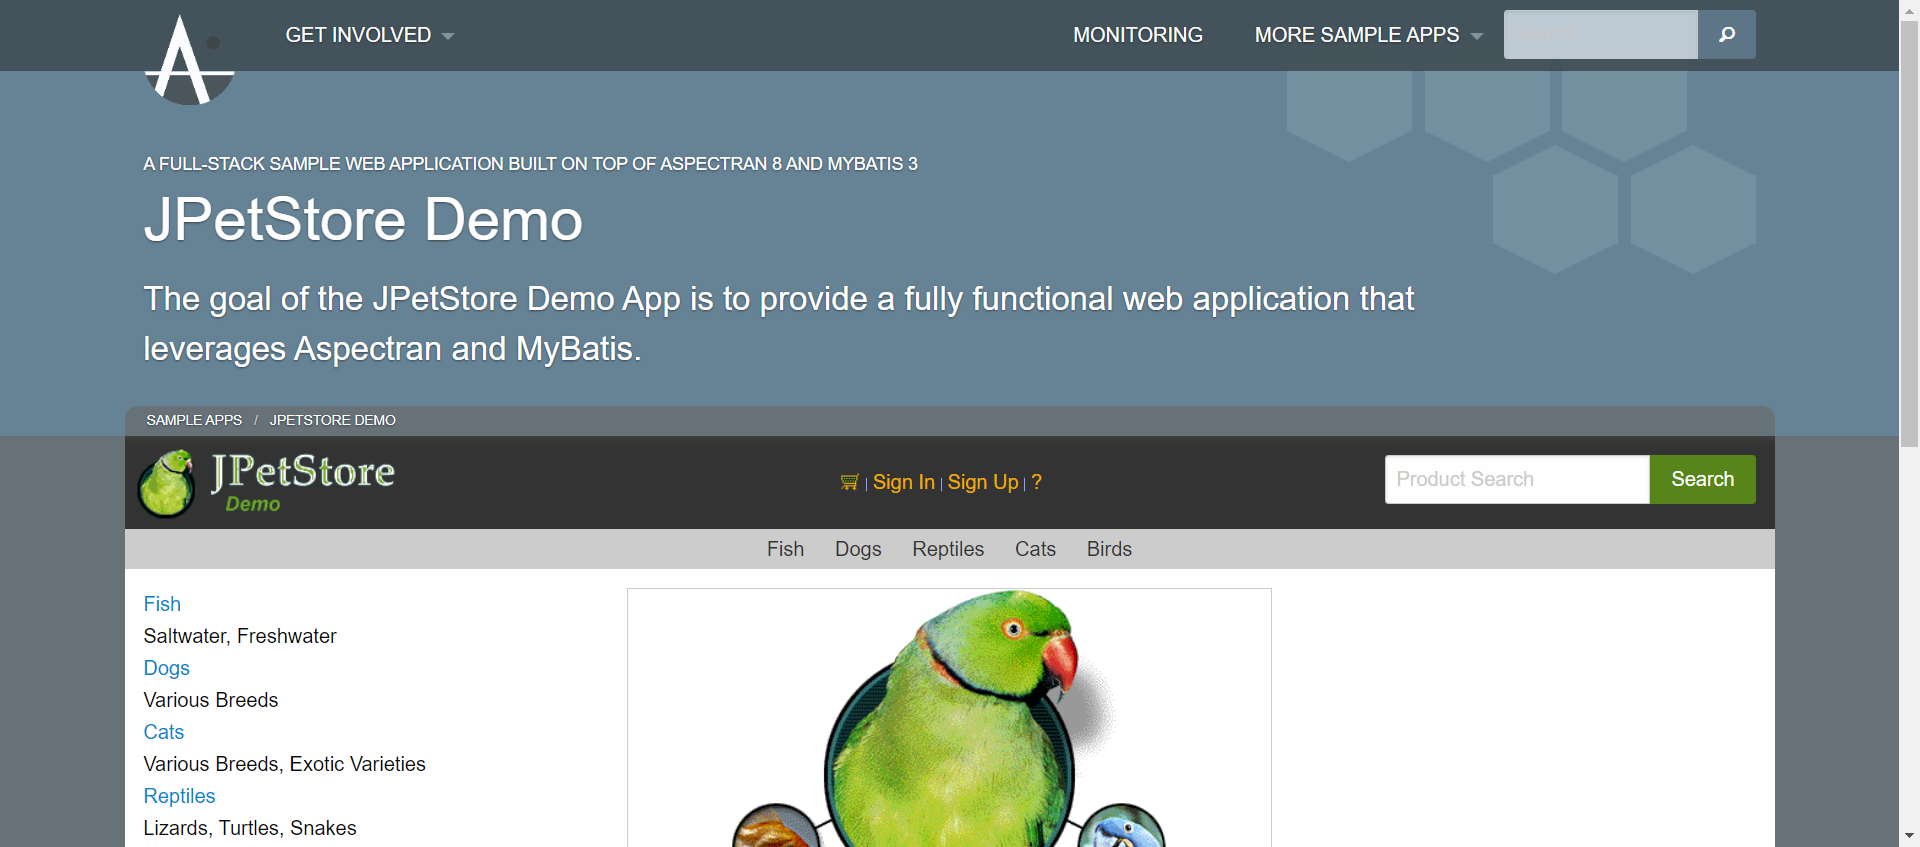 GET INVOLVED
MONITORING
MORE SAMPLE APPS
A FULL-STACK SAMPLE WEB APPLICATION BUILT ON TOP OF ASPECTRAN 8 AND MYBATIS 3
JPetStore Demo
The goal of the JPetStore Demo App is to provide a fully functional web application that
leverages Aspectran and MyBatis.
SAMPLE APPS / JPETSTORE DEMO
JPetStore
Demo
| Sign In | Sign Up | ?
Product Search
Search
Fish Dogs Reptiles Cats Birds
Fish
Saltwater, Freshwater
Dogs
Various Breeds
Cats
Various Breeds, Exotic Varieties
Reptiles
Lizards, Turtles, Snakes